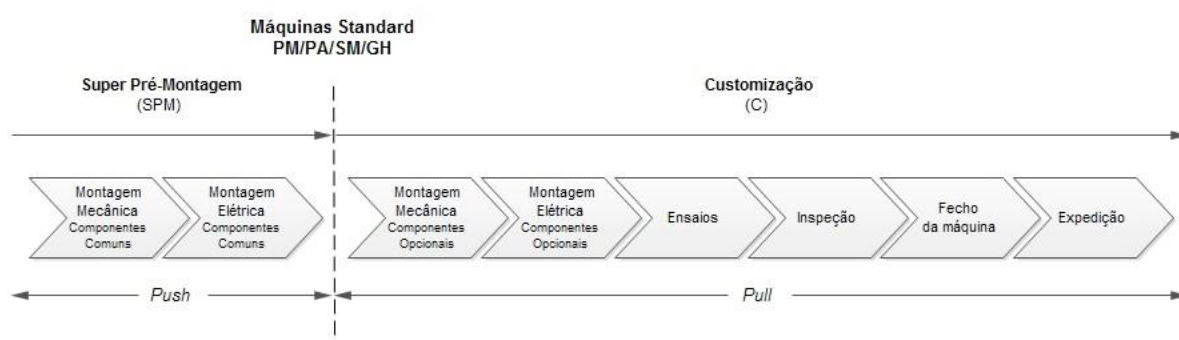 Máquinas Standard
PM/PA/SM/GH
Super Pré-Montagem
(SPM)
Customização
(C)
Montagem
Mecânica
Componentes
Comuns
Montagem
Elétrica
Componentes
Comuns
Montagem
Mecânica
Componentes
Opcionais
Montagem
Elétrica
Componentes
Opcionais
Ensaios
Inspeção
Fecho
da máquina
Expedição
Push
Pull